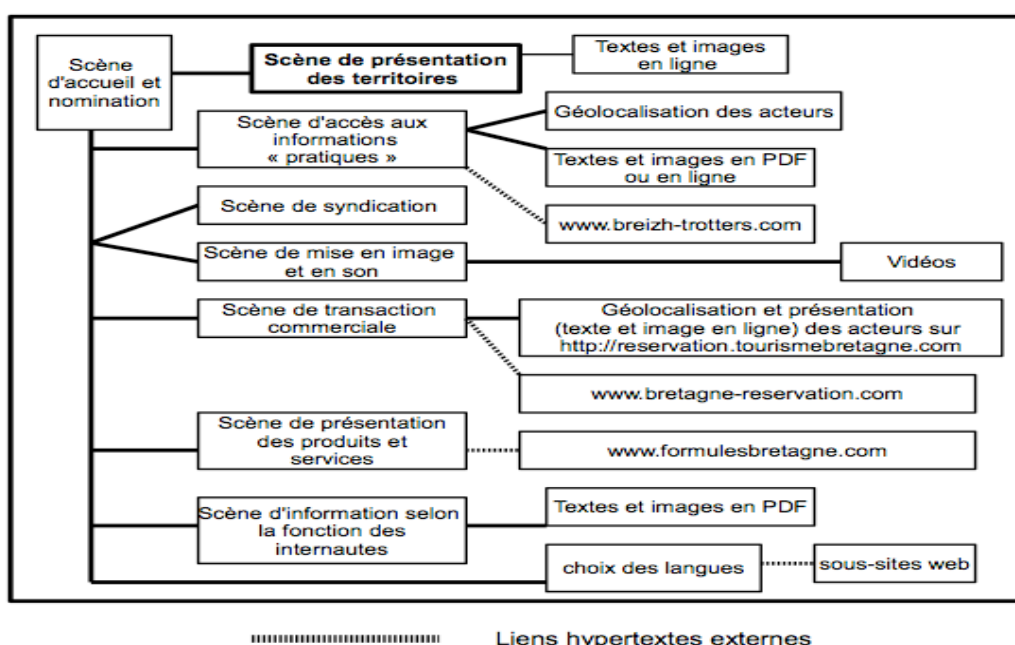 Scène
d'accueil et
nomination
Scène de présentation
des territoires
Textes et images
en ligne
Scène d'accès aux
informations
« pratiques »
Géolocalisation des acteurs
Textes et images en PDF
ou en ligne
www.breizh-trotters.com
Scène de syndication
Scène de mise en image
et en son
Vidéos
Scène de transaction
commerciale
Géolocalisation et présentation
(texte et image en ligne) des acteurs sur
http://reservation.tourismebretagne.com
www.bretagne-reservation.com
Scène de présentation
des produits et
services
www.formulesbretagne.com
Scène d'information selon
la fonction des
internautes
Textes et images en PDF
choix des langues
sous-sites web
Liens hypertextes externes